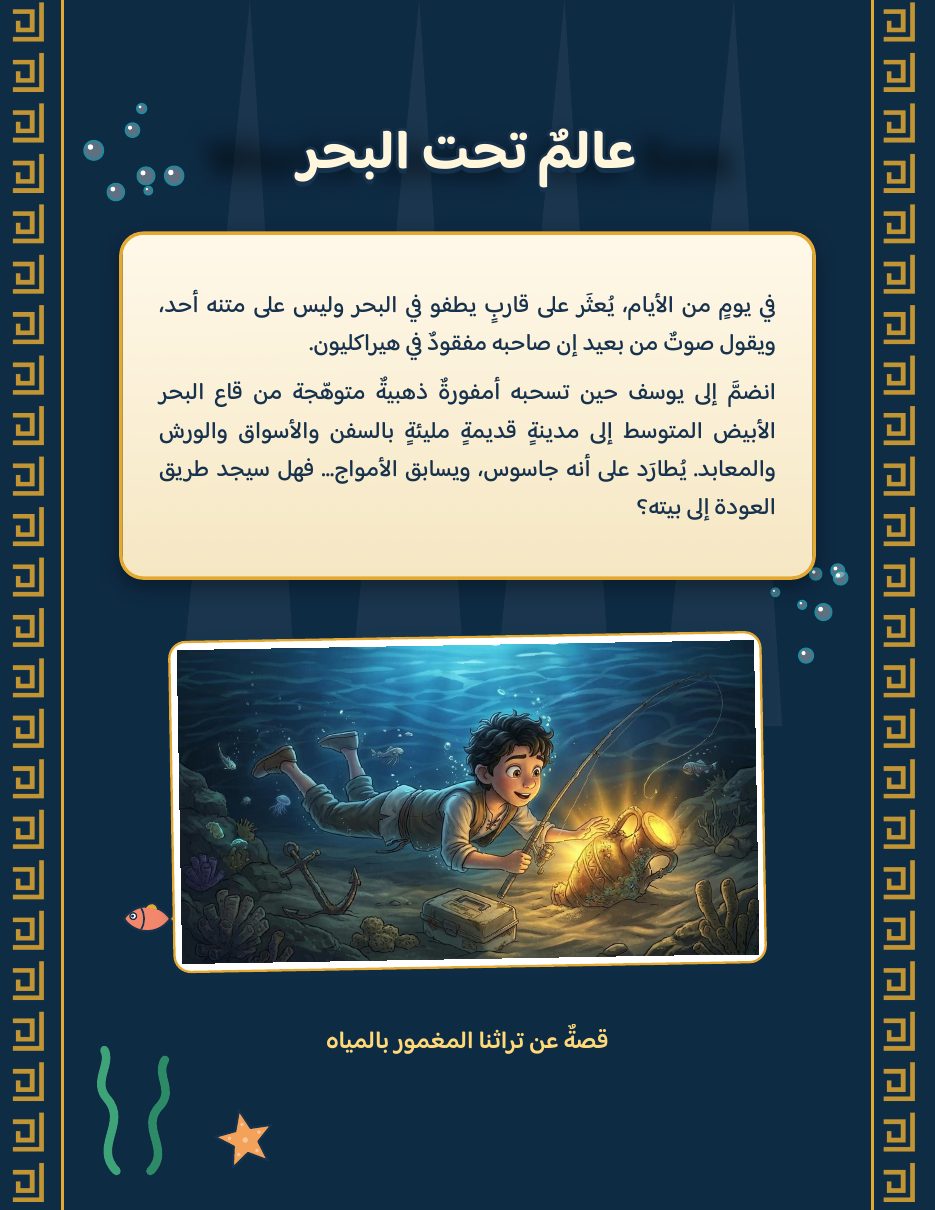 عالمٌ تحت البحر
في يومٍ من الأيام، يُعثَر على قاربٍ يطفو في البحر وليس على متنه أحد،
ويقول صوتٌ من بعيد إن صاحبه مفقودٌ في هيراكليون.
انضمَّ إلى يوسف حين تسحبه أمفورةٌ ذهبيةٌ متوهّجة من قاع البحر
الأبيض المتوسط إلى مدينةٍ قديمةٍ مليئةٍ بالسفن والأسواق والورش
والمعابد. يُطارَد على أنه جاسوس، ويسابق الأمواج... فهل سيجد طريق
العودة إلى بيته؟
قصةٌ عن تراثنا المغمور بالمياه